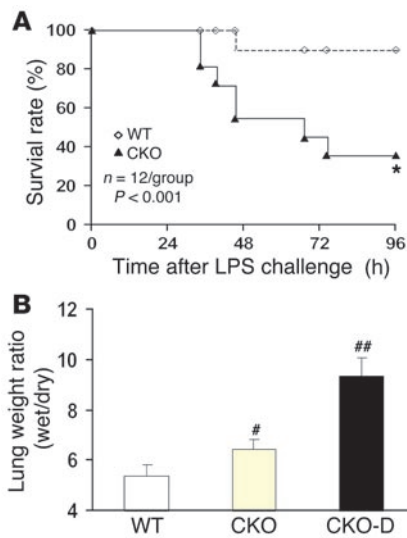 A
Survial rate (%)
100
80
60
40
20
0
WT
CKO
n = 12/group
P < 0.001
*
0 24 48 72 96
Time after LPS challenge (h)
B
Lung weight ratio
(wet/dry)
12
10
8
6
4
#
##
WT CKO CKO-D